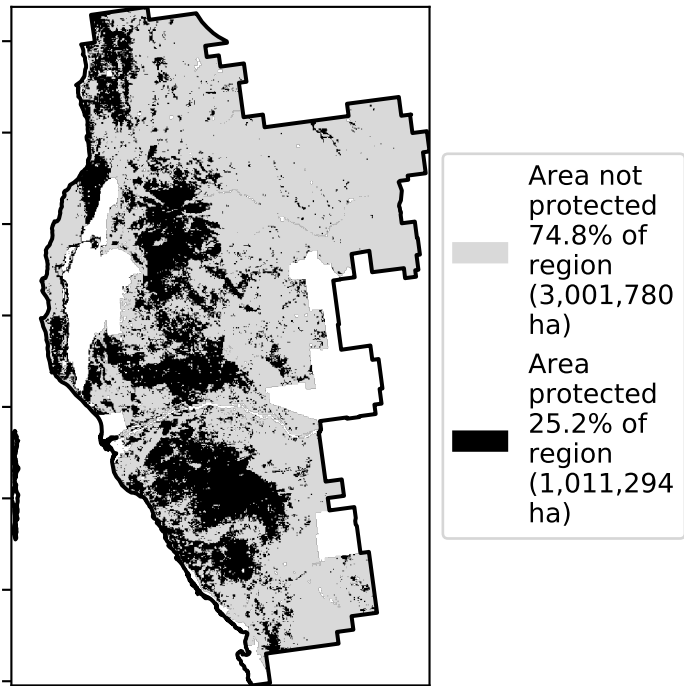 Area not
protected
74.8% of
region
(3,001,780
ha)
Area
protected
25.2% of
region
(1,011,294
ha)